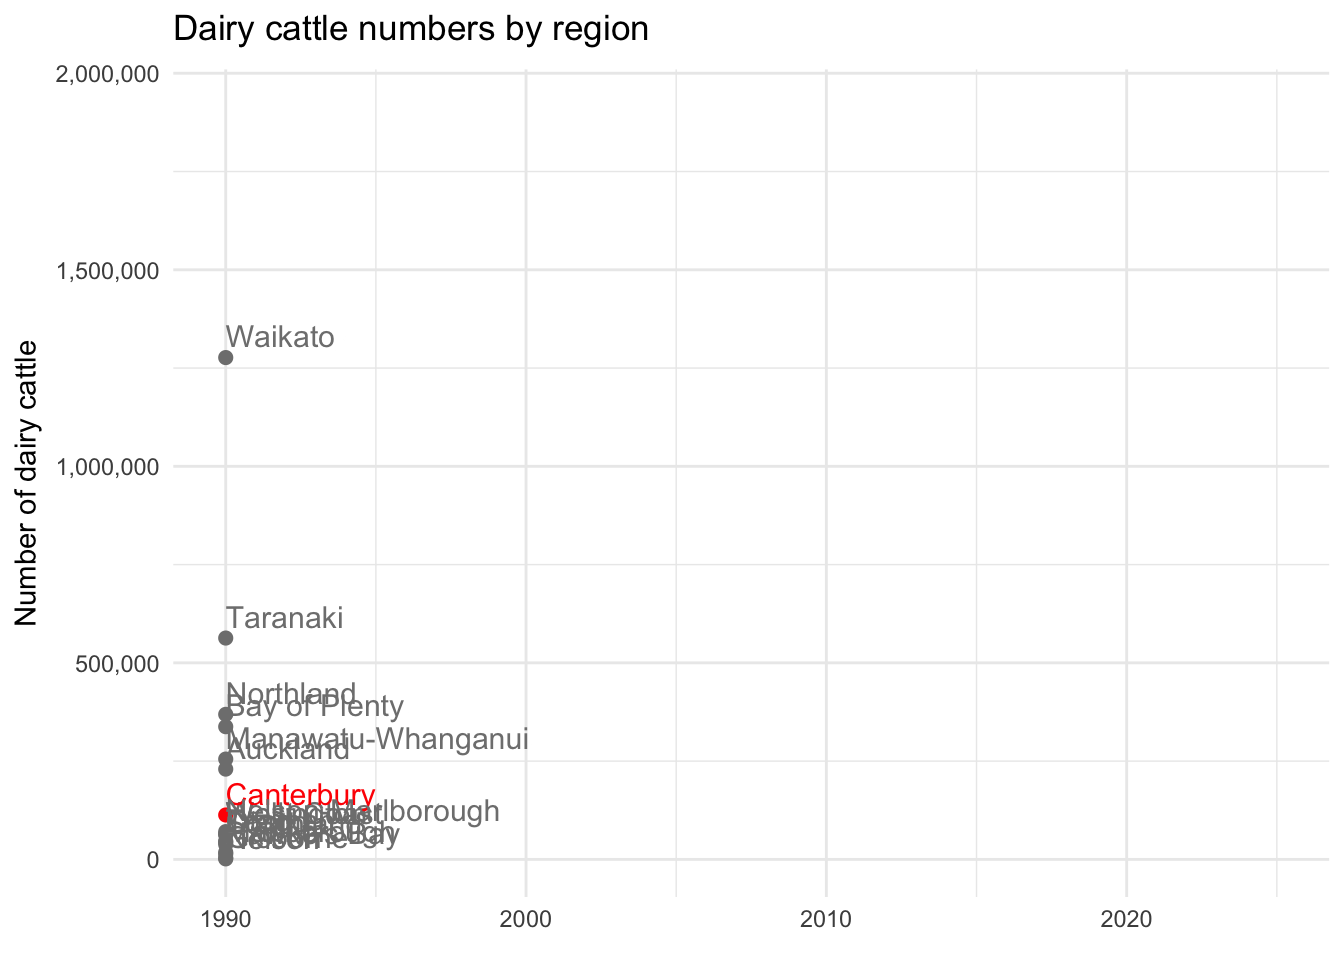 Dairy cattle numbers by region
Number of dairy cattle
2,000,000
1,500,000
1,000,000
500,000
0
Waikato
Taranaki
Northland
Bay of Plenty
Manawatu-Whanganui
Auckland
Canterbury
Nelson-Marlborough
Nelson
1990
2000
2010
2020